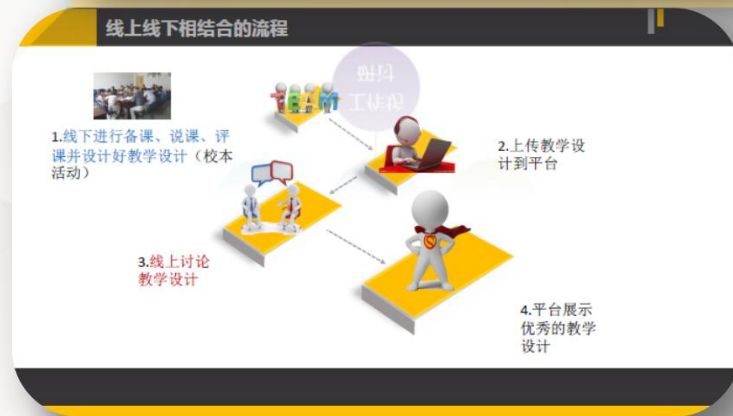 线上线下相结合的流程
TEAM
1.线下进行备课、说课、评
课并设计好教学设计（校本
活动）
2.上传教学设
计到平台
3.线上讨论
教学设计
4.平台展示
优秀的教学
设计